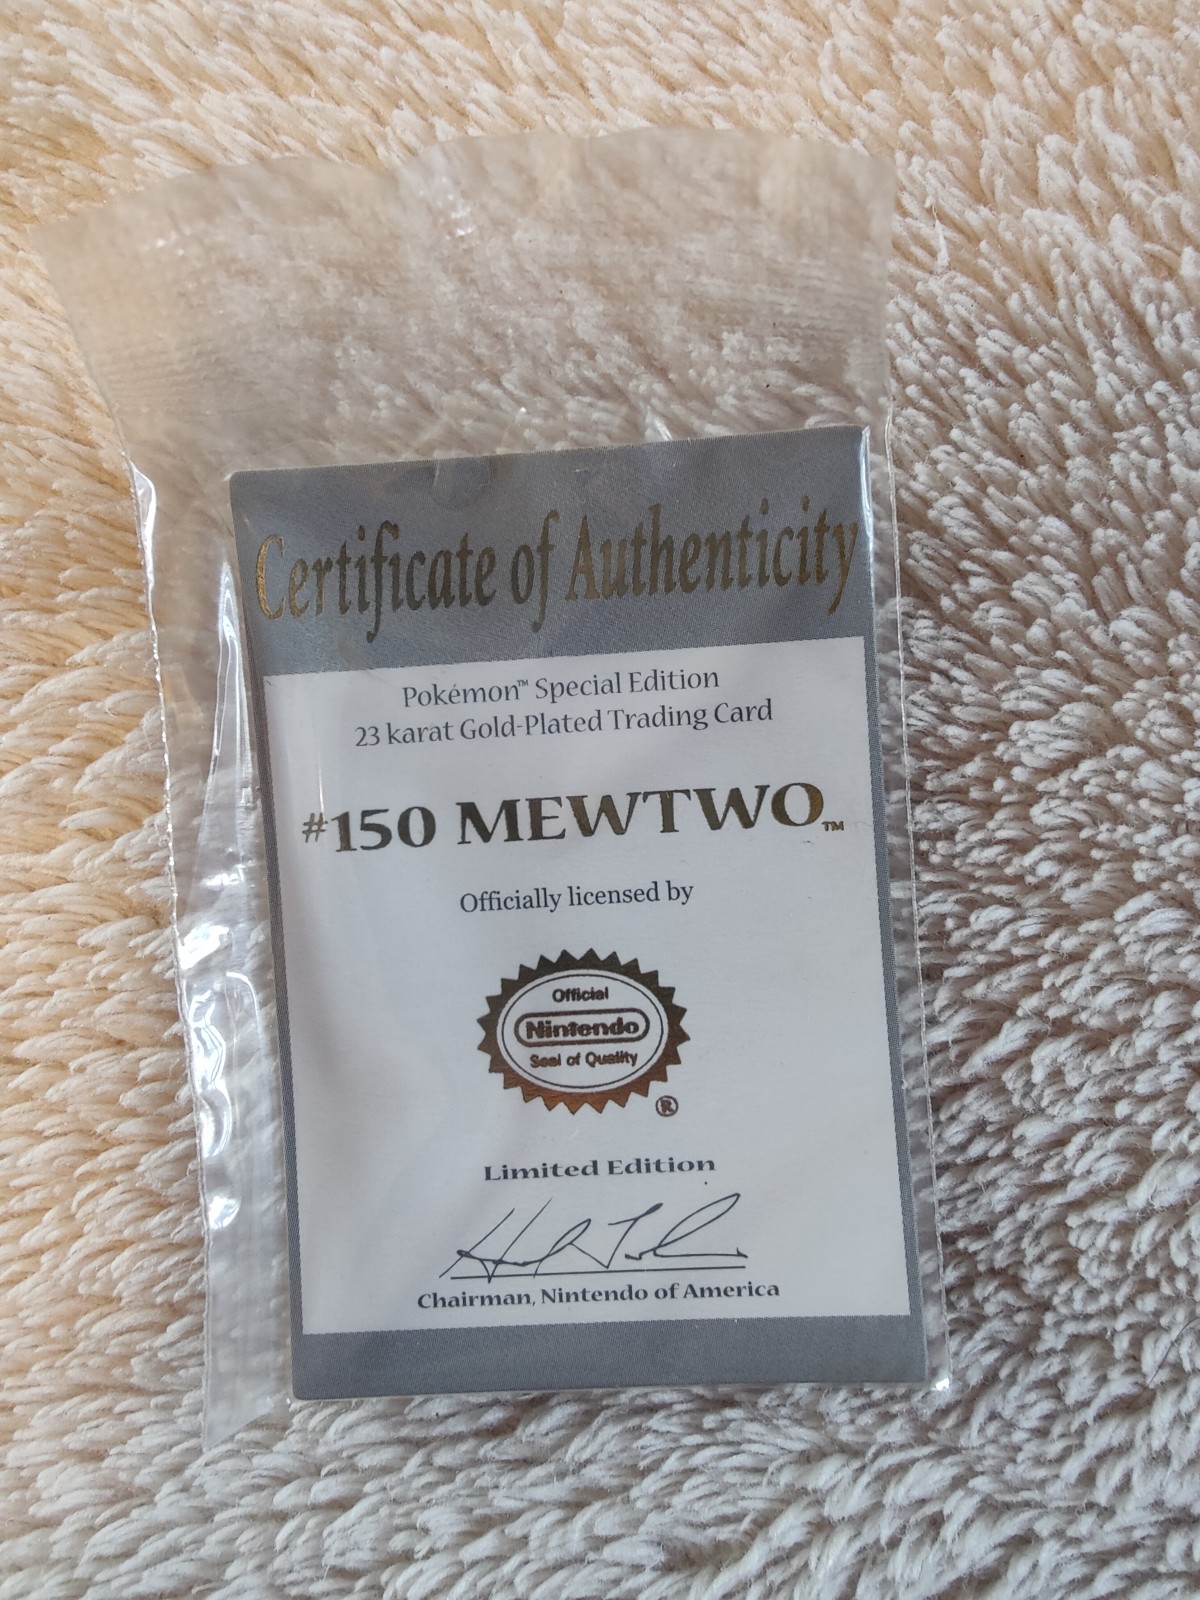 Certificate of Authenticity
Pokémon™ Special Edition
23 karat Gold-Plated Trading Card
#150 MEWTWO™
Officially licensed by
Official
Nintendo
Seal of Quality
®
Limited Edition
Chairman, Nintendo of America